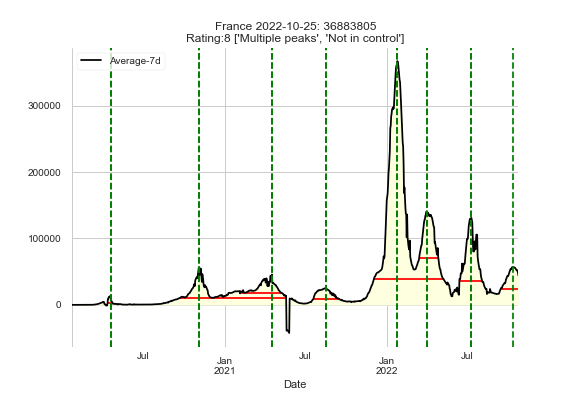 France 2022-10-25: 36883805
Rating:8 ['Multiple peaks', 'Not in control']
Average-7d
300000
200000
100000
0
Jul
Jan
2021
Jul
Jan
2022
Jul
Date